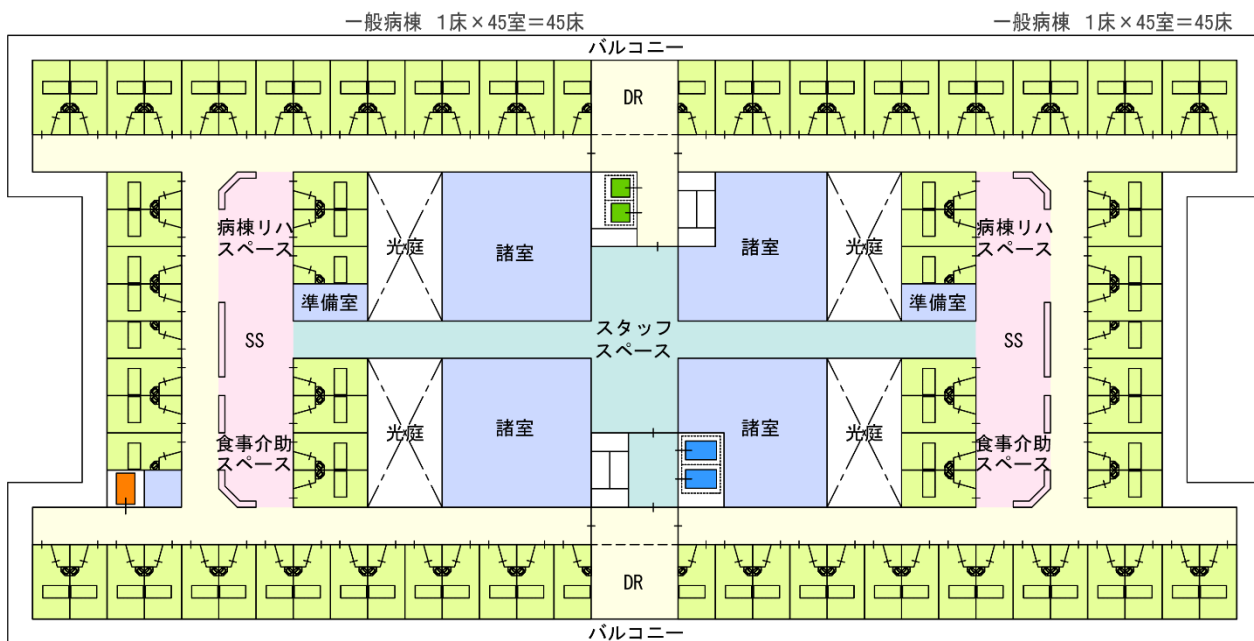 一般病棟 1床×45室＝45床
一般病棟 1床×45室＝45床
バルコニー
DR
病棟リハ
スペース
光庭
諸室
諸室
光庭
病棟リハ
スペース
準備室
準備室
SS
スタッフ
スペース
SS
食事介助
スペース
光庭
諸室
諸室
光庭
食事介助
スペース
DR
バルコニー